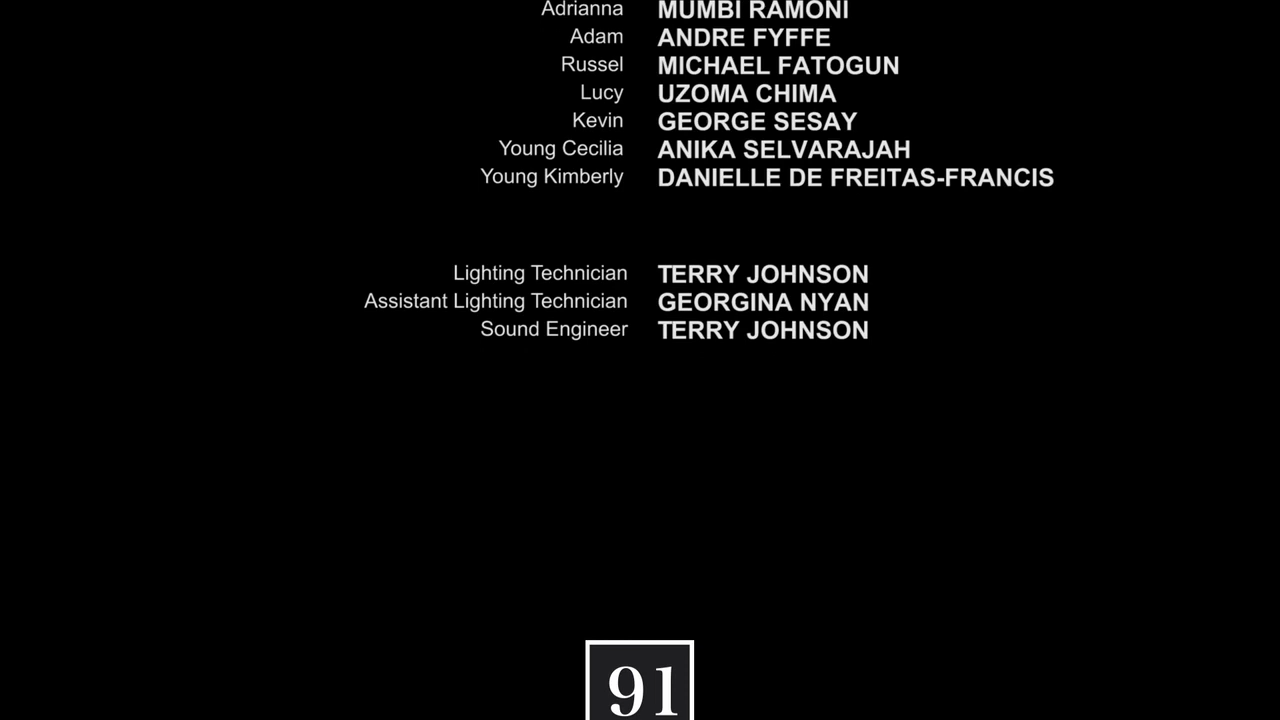 Adrianna MUMBI RAMONI
Adam ANDRE FYFFE
Russel MICHAEL FATOGUN
Lucy UZOMA CHIMA
Kevin GEORGE SESAY
Young Cecilia ANIKA SELVARAJAH
Young Kimberly DANIELLE DE FREITAS-FRANCIS
Lighting Technician TERRY JOHNSON
Assistant Lighting Technician GEORGINA NYAN
Sound Engineer TERRY JOHNSON
91